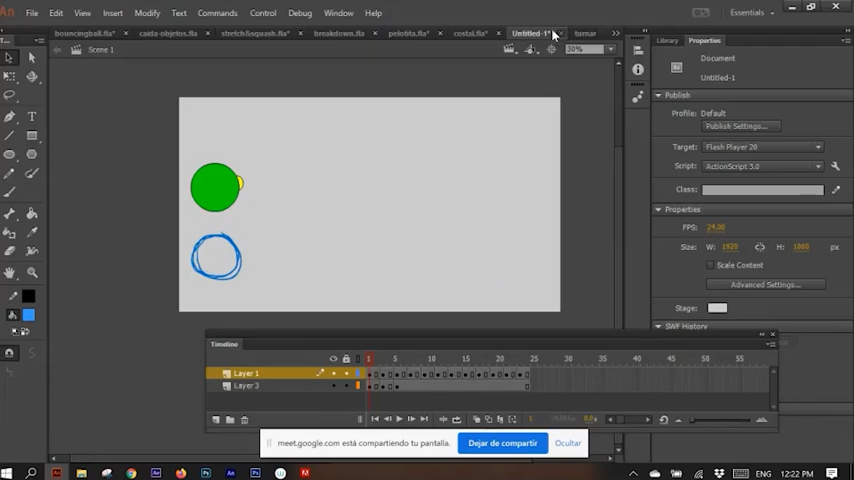 An File Edit View Insert Modify Text Commands Control Debug Window Help Essentials
bouncingball.fla* × caida-objetos.fla × stretch&squash.fla* × breakdown.fla × pelotita.fla* × costal.fla* × Untitled-1* × turnar »
Scene 1 30%
Library Properties
Document
Untitled-1
Publish
Profile: Default
Publish Settings...
Target: Flash Player 20
Script: ActionScript 3.0
Class:
Properties
FPS: 24.00
Size: W: 1920 H: 1080 px
Scale Content
Advanced Settings...
Stage:
SWF History
Timeline
1 5 10 15 20 25 30 35 40 45 50 55
Layer 1
Layer 3
1
meet.google.com está compartiendo tu pantalla. Dejar de compartir Ocultar
ENG 12:22 PM